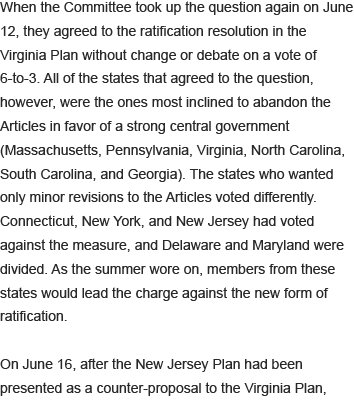 When the Committee took up the question again on June
12, they agreed to the ratification resolution in the
Virginia Plan without change or debate on a vote of
6-to-3. All of the states that agreed to the question,
however, were the ones most inclined to abandon the
Articles in favor of a strong central government
(Massachusetts, Pennsylvania, Virginia, North Carolina,
South Carolina, and Georgia). The states who wanted
only minor revisions to the Articles voted differently.
Connecticut, New York, and New Jersey had voted
against the measure, and Delaware and Maryland were
divided. As the summer wore on, members from these
states would lead the charge against the new form of
ratification.

On June 16, after the New Jersey Plan had been
presented as a counter-proposal to the Virginia Plan,